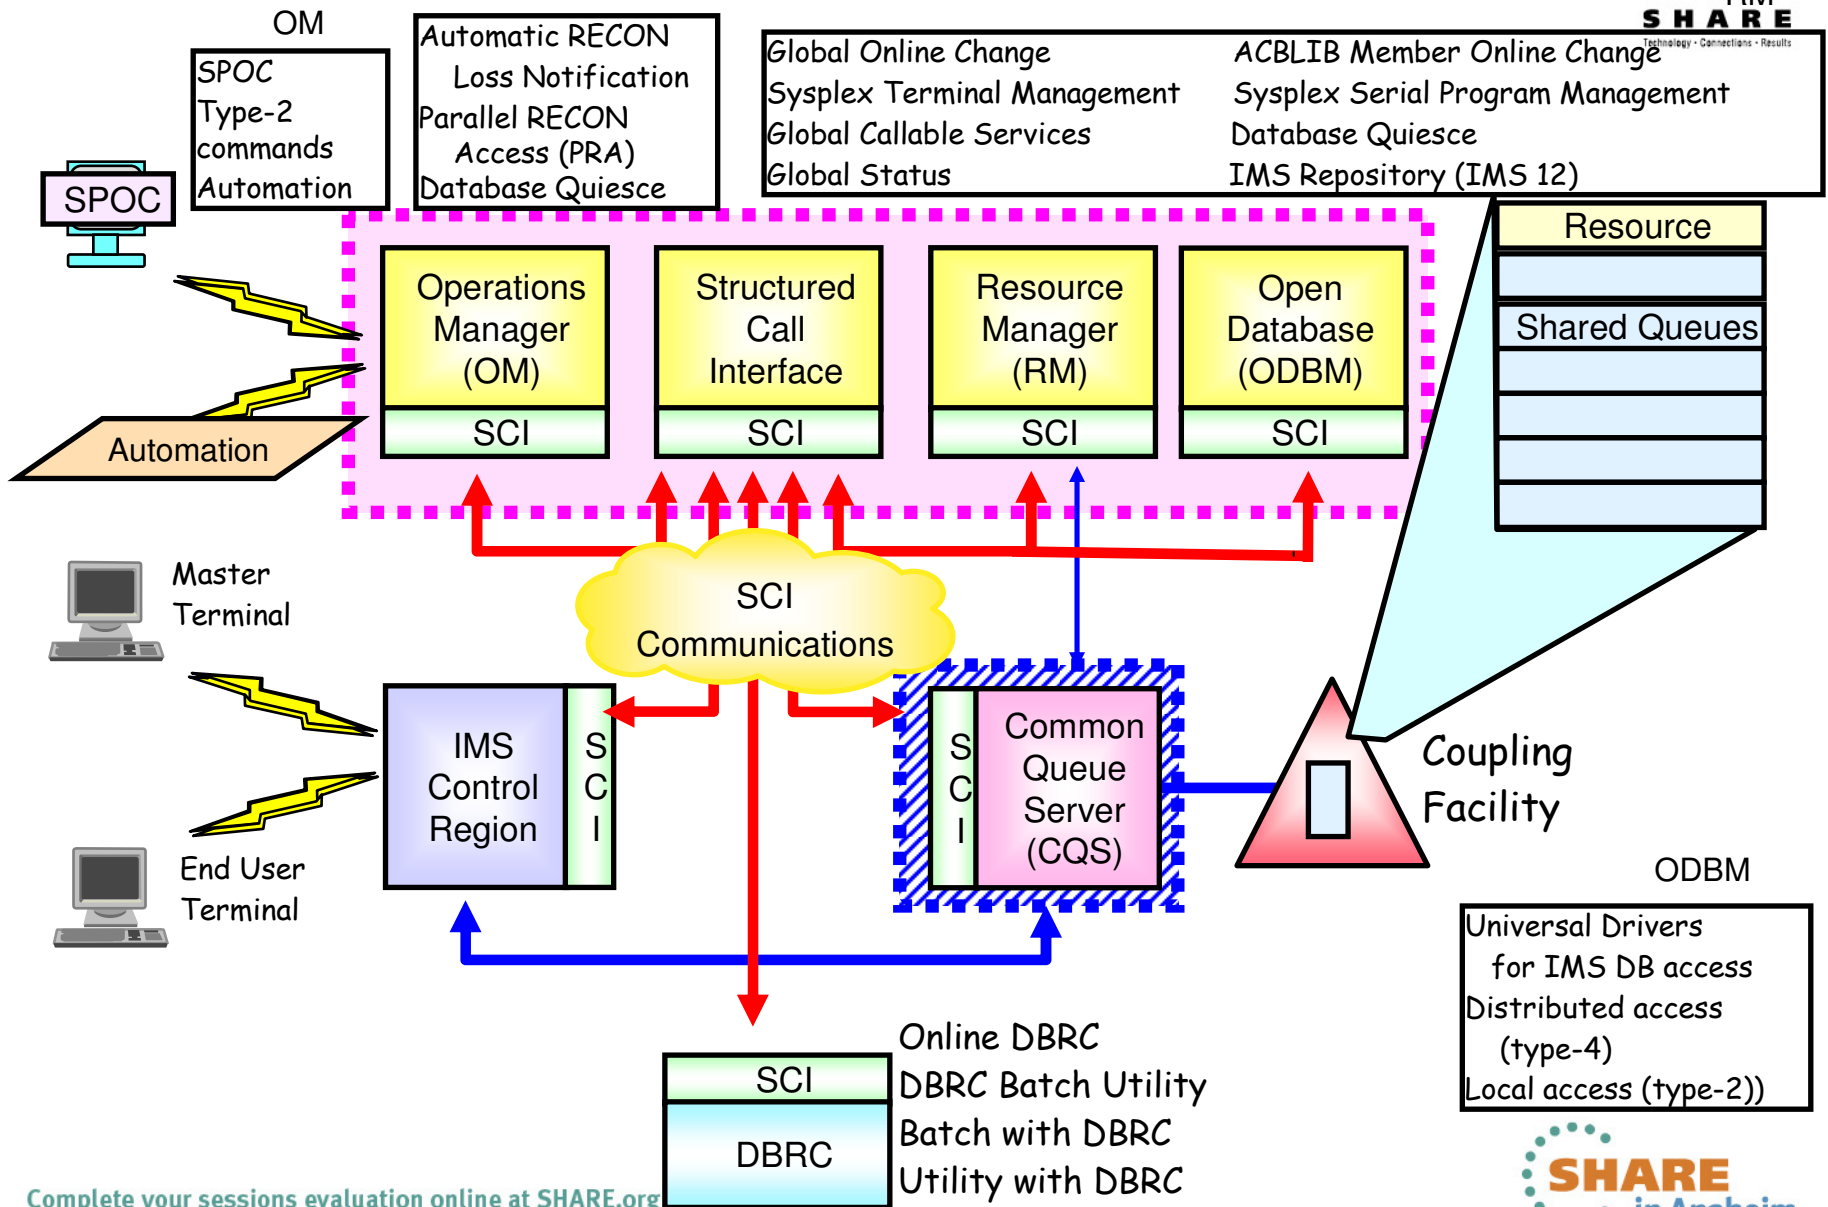 OM
RM
SHARE
Technology · Connections · Results
SPOC
Type-2
commands
Automation
Automatic RECON
Loss Notification
Parallel RECON
Access (PRA)
Database Quiesce
Global Online Change
Sysplex Terminal Management
Global Callable Services
Global Status
ACBLIB Member Online Change
Sysplex Serial Program Management
Database Quiesce
IMS Repository (IMS 12)
SPOC
Automation
Operations
Manager
(OM)
SCI
Structured
Call
Interface
SCI
Resource
Manager
(RM)
SCI
Open
Database
(ODBM)
SCI
Resource
Shared Queues
SCI
Communications
Master
Terminal
End User
Terminal
IMS
Control
Region
S
C
I
S
C
I
Common
Queue
Server
(CQS)
Coupling
Facility
ODBM
Universal Drivers
for IMS DB access
Distributed access
(type-4)
Local access (type-2))
SCI
DBRC
Online DBRC
DBRC Batch Utility
Batch with DBRC
Utility with DBRC
Complete your sessions evaluation online at SHARE.org
SHARE
in Anaheim